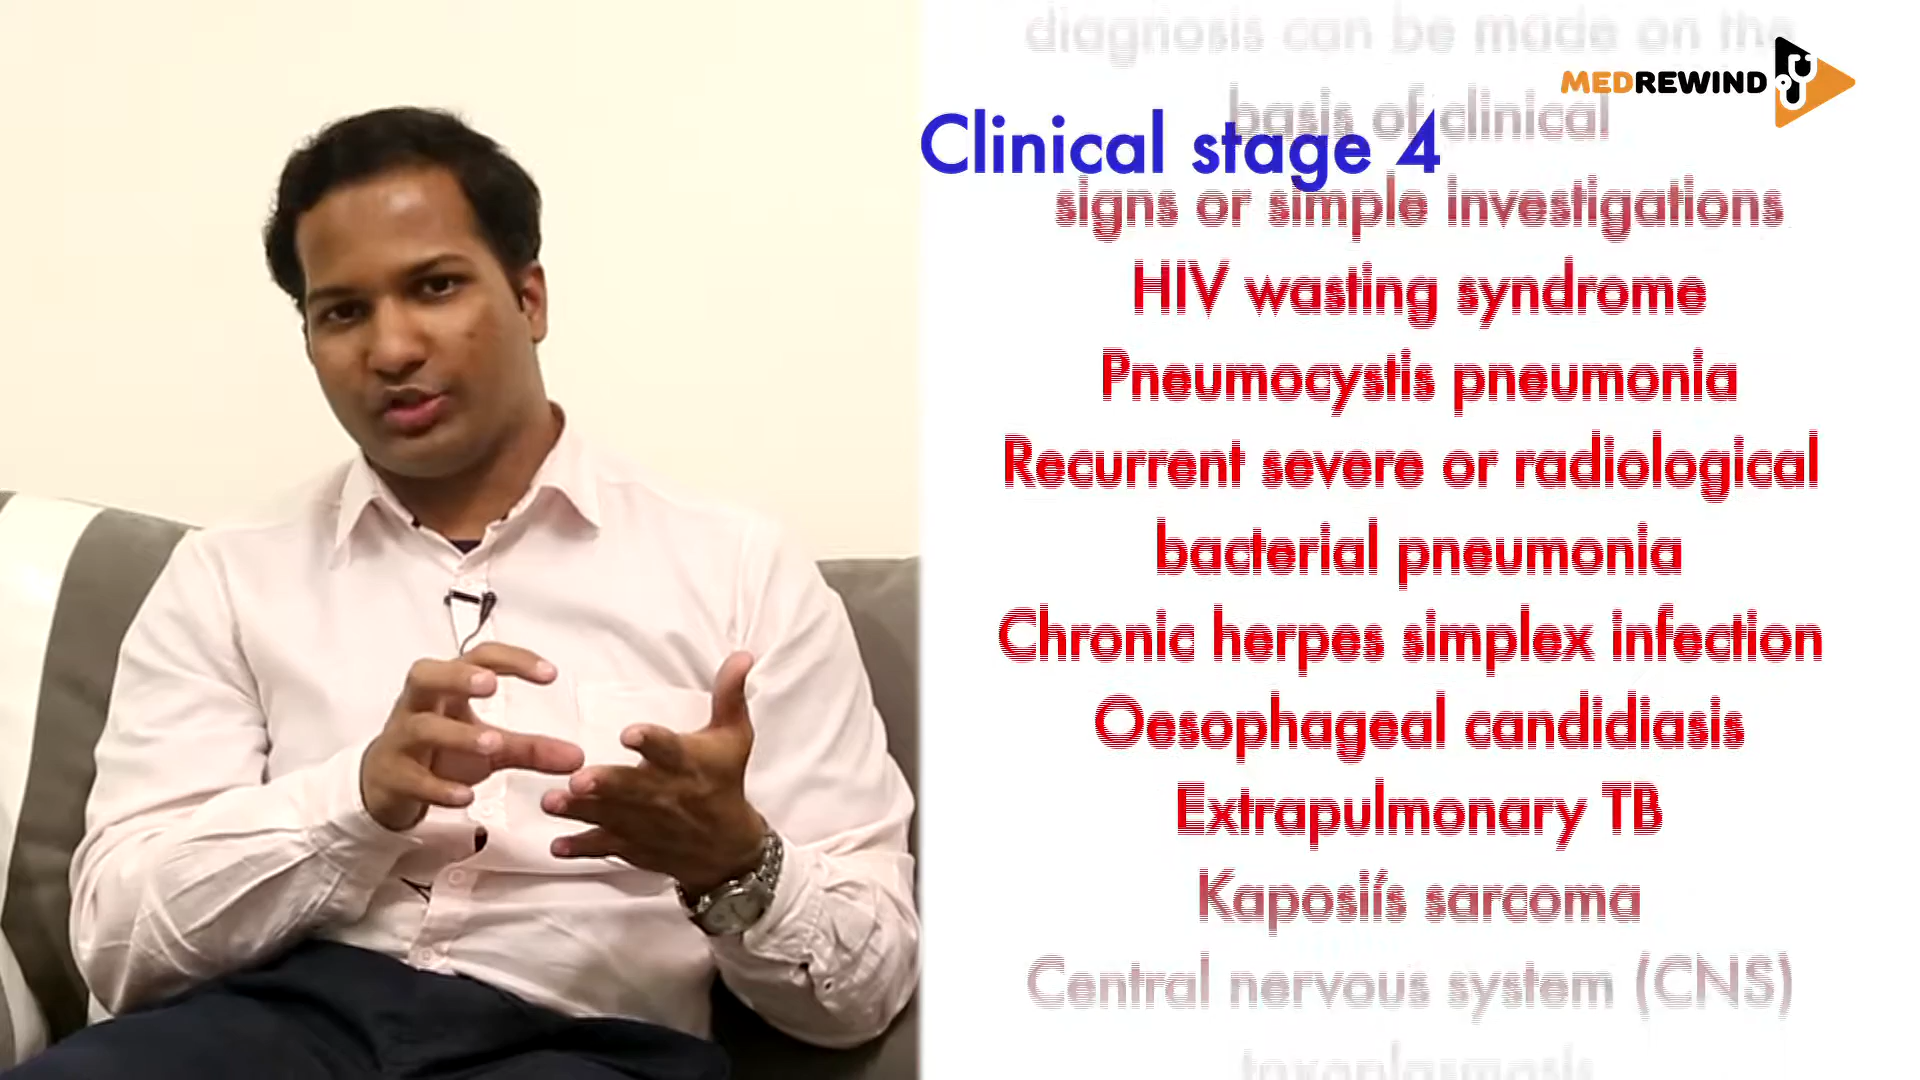 diagnosis can be made on the
MEDREWIND
basis of clinical
Clinical stage 4
signs or simple investigations
HIV wasting syndrome
Pneumocystis pneumonia
Recurrent severe or radiological
bacterial pneumonia
Chronic herpes simplex infection
Oesophageal candidiasis
Extrapulmonary TB
Kaposiís sarcoma
Central nervous system (CNS)
toxoplasmosis